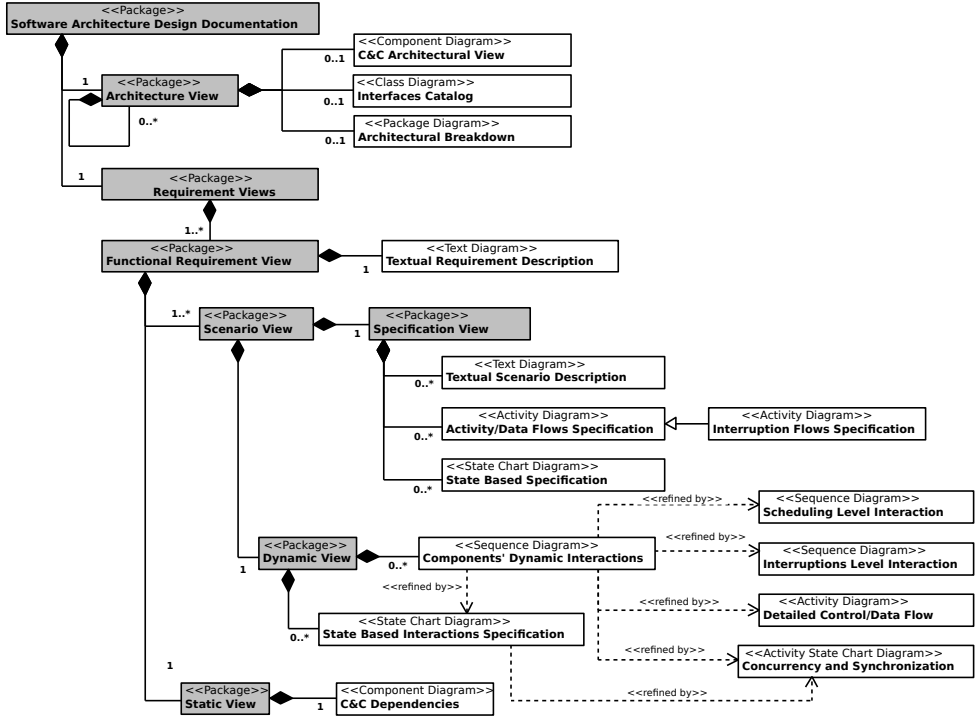 <<Package>>
Software Architecture Design Documentation
<<Component Diagram>>
C&C Architectural View
0..1
<<Package>>
Architecture View
1
<<Class Diagram>>
Interfaces Catalog
0..1
0..*
<<Package Diagram>>
Architectural Breakdown
0..1
<<Package>>
Requirement Views
1
1..*
<<Package>>
Functional Requirement View
<<Text Diagram>>
Textual Requirement Description
1
1..*
<<Package>>
Scenario View
1
<<Package>>
Specification View
<<Text Diagram>>
Textual Scenario Description
0..*
<<Activity Diagram>>
Activity/Data Flows Specification
0..*
<<Activity Diagram>>
Interruption Flows Specification
<<State Chart Diagram>>
State Based Specification
0..*
<<refined by>>
<<Sequence Diagram>>
Scheduling Level Interaction
<<Package>>
Dynamic View
1
0..*
<<Sequence Diagram>>
Components' Dynamic Interactions
<<refined by>>
<<Sequence Diagram>>
Interruptions Level Interaction
<<refined by>>
<<refined by>>
<<Activity Diagram>>
Detailed Control/Data Flow
<<State Chart Diagram>>
State Based Interactions Specification
0..*
<<refined by>>
<<Activity State Chart Diagram>>
Concurrency and Synchronization
1
<<Package>>
Static View
1
<<Component Diagram>>
C&C Dependencies
<<refined by>>